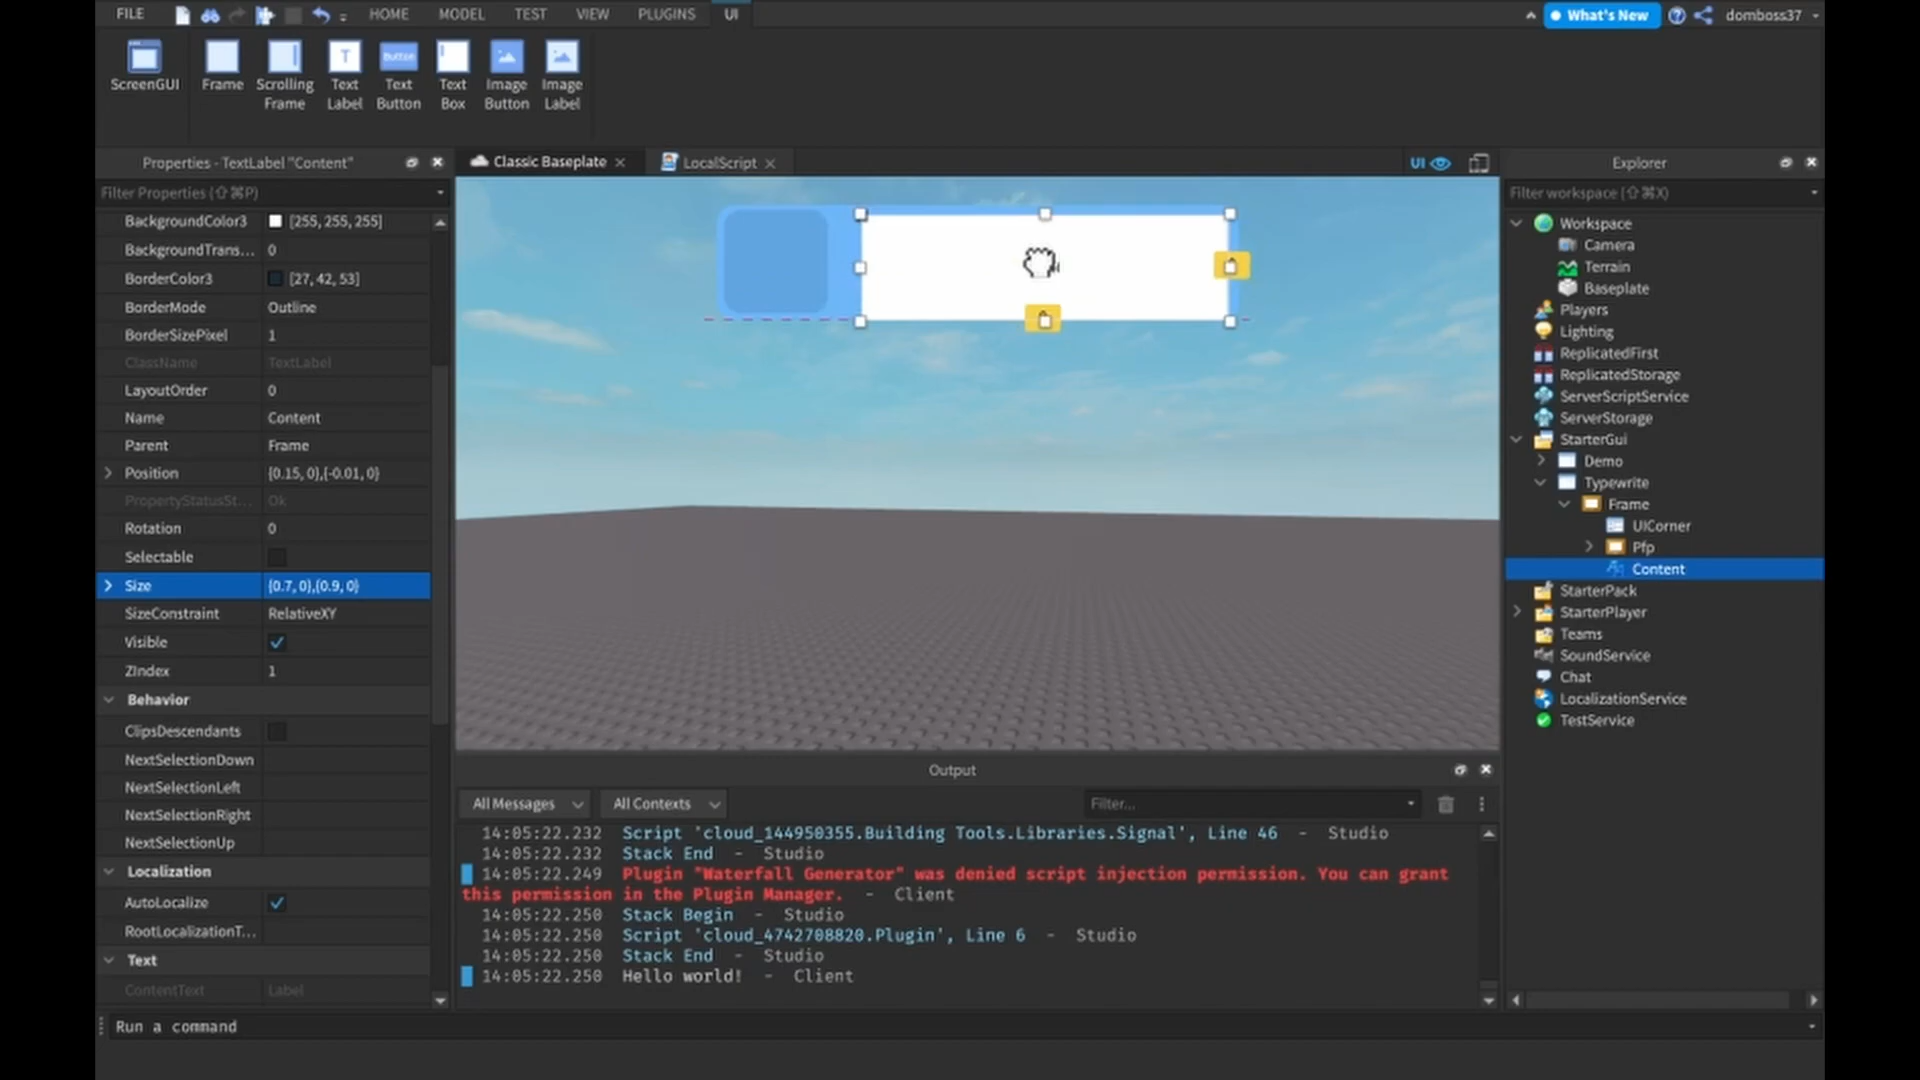 FILE
HOME
MODEL
TEST
VIEW
PLUGINS
UI
What's New
domboss37
ScreenGUI
Frame
Scrolling
Frame
Text
Label
Button
Text
Button
Text
Box
Image
Button
Image
Label
Properties - TextLabel "Content"
Filter Properties (⇧⌘P)
BackgroundColor3 [255, 255, 255]
BackgroundTrans... 0
BorderColor3 [27, 42, 53]
BorderMode Outline
BorderSizePixel 1
ClassName TextLabel
LayoutOrder 0
Name Content
Parent Frame
Position {0.15, 0},{-0.01, 0}
PropertyStatusSt... Ok
Rotation 0
Selectable
Size {0.7, 0},{0.9, 0}
SizeConstraint RelativeXY
Visible
ZIndex 1
Behavior
ClipsDescendants
NextSelectionDown
NextSelectionLeft
NextSelectionRight
NextSelectionUp
Localization
AutoLocalize
RootLocalizationT...
Text
ContentText Label
Classic Baseplate
LocalScript
UI
Output
All Messages
All Contexts
Filter...
14:05:22.232 Script 'cloud_144950355.Building Tools.Libraries.Signal', Line 46 - Studio
14:05:22.232 Stack End - Studio
14:05:22.249 Plugin "Waterfall Generator" was denied script injection permission. You can grant
this permission in the Plugin Manager. - Client
14:05:22.250 Stack Begin - Studio
14:05:22.250 Script 'cloud_4742708820.Plugin', Line 6 - Studio
14:05:22.250 Stack End - Studio
14:05:22.250 Hello world! - Client
Explorer
Filter workspace (⇧⌘X)
Workspace
Camera
Terrain
Baseplate
Players
Lighting
ReplicatedFirst
ReplicatedStorage
ServerScriptService
ServerStorage
StarterGui
Demo
Typewrite
Frame
UICorner
Pfp
Content
StarterPack
StarterPlayer
Teams
SoundService
Chat
LocalizationService
TestService
Run a command